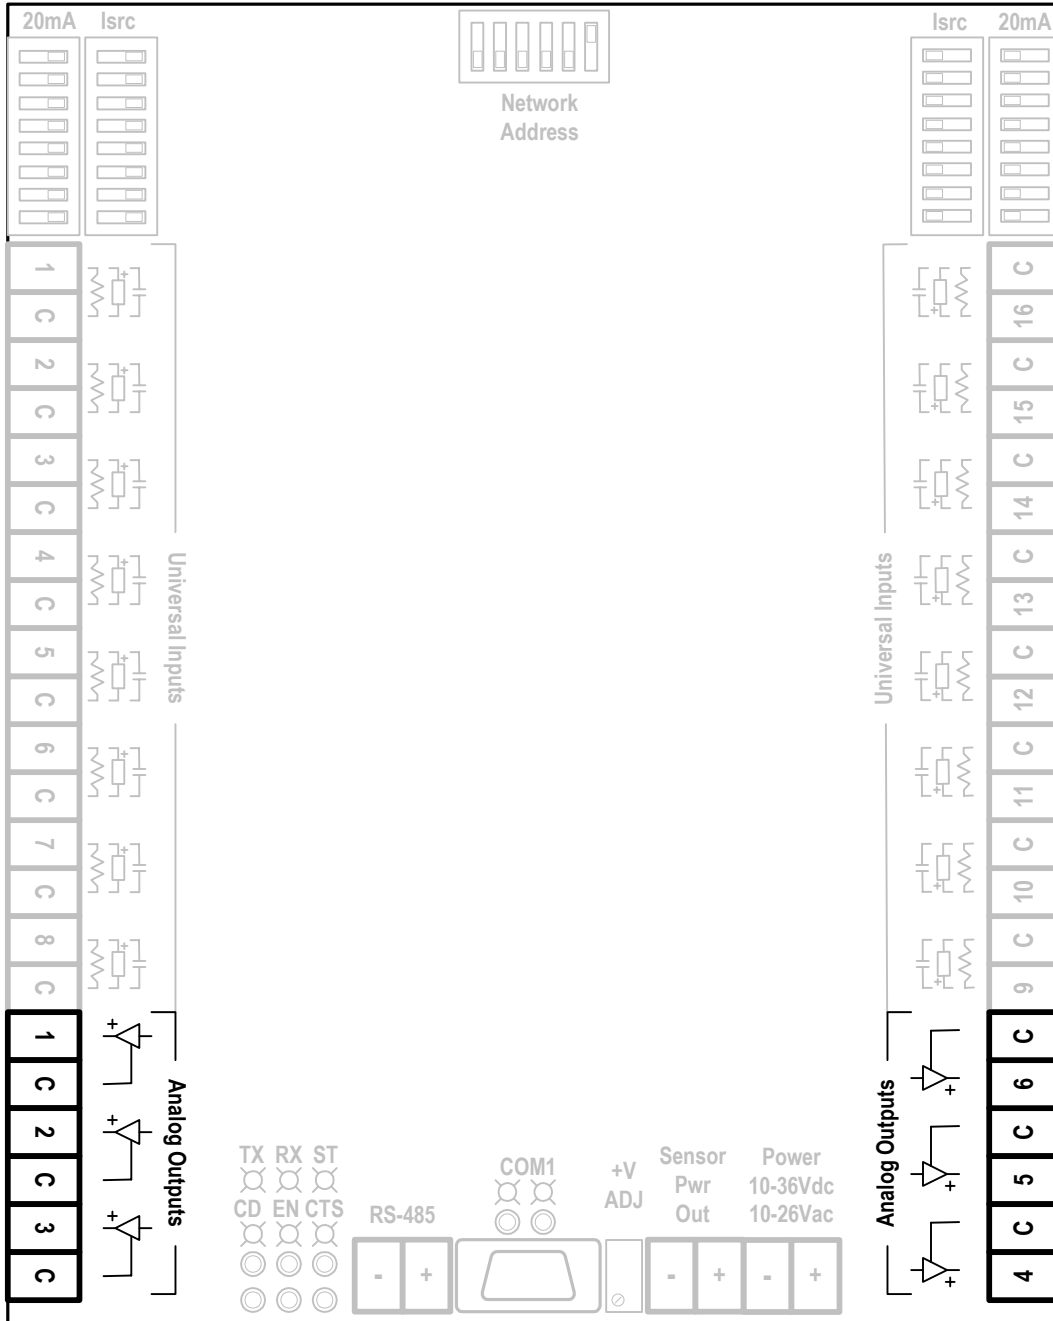 20mA Isrc
Isrc 20mA
Network
Address
1
C
2
C
3
C
4
C
5
C
6
C
7
C
8
C
Universal Inputs
1
C
2
C
3
C
Analog Outputs
C
16
C
15
C
14
C
13
C
12
C
11
C
10
C
9
Universal Inputs
C
6
C
5
C
4
Analog Outputs
TX RX ST
CD EN CTS
RS-485
- +
COM1
+V
ADJ
Sensor
Pwr
Out
- +
Power
10-36Vdc
10-26Vac
- +